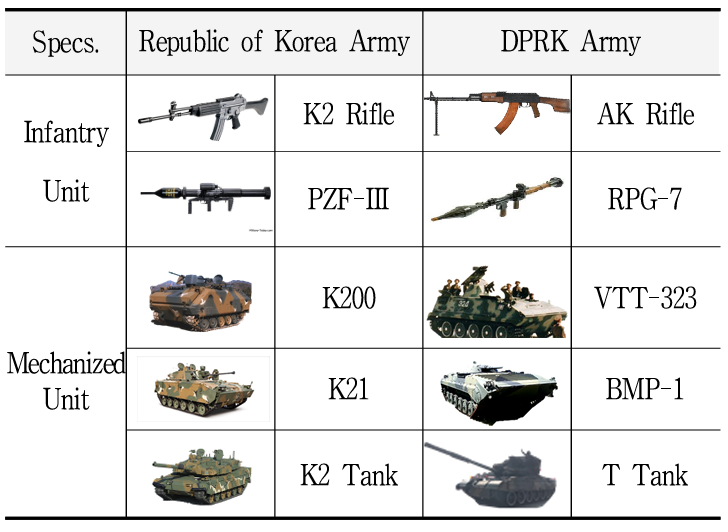 Specs. Republic of Korea Army DPRK Army
Infantry
Unit
K2 Rifle AK Rifle
PZF-Ⅲ RPG-7
Mechanized
Unit
K200 VTT-323
K21 BMP-1
K2 Tank T Tank